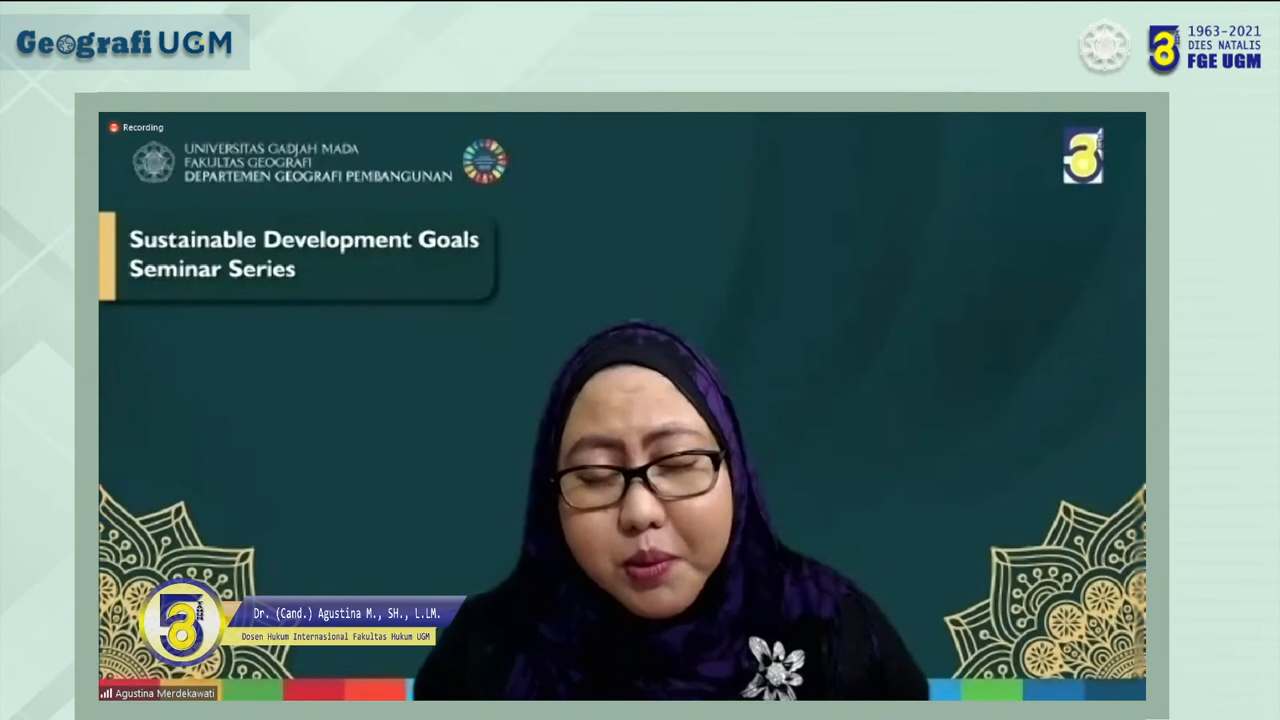 Geografi UGM
1963-2021
DIES NATALIS
FGE UGM
Recording
UNIVERSITAS GADJAH MADA
FAKULTAS GEOGRAFI
DEPARTEMEN GEOGRAFI PEMBANGUNAN
Sustainable Development Goals
Seminar Series
Dr. (Cand.) Agustina M., SH., L.LM.
Dosen Hukum Internasional Fakultas Hukum UGM
Agustina Merdekawati